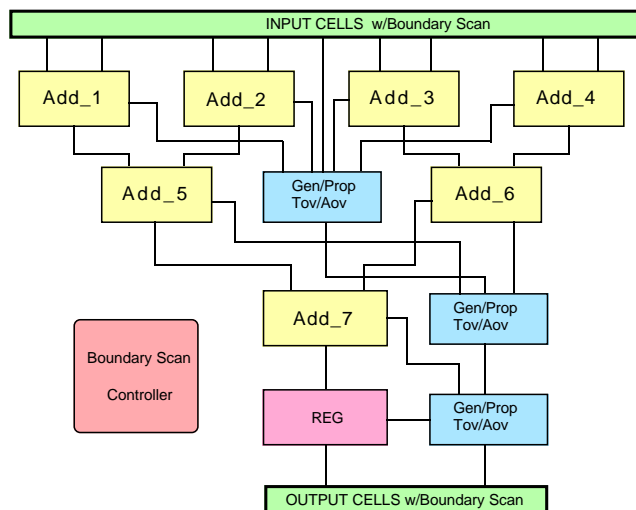 INPUT CELLS w/Boundary Scan
Add_1
Add_2
Add_3
Add_4
Add_5
Gen/Prop
Tov/Aov
Add_6
Add_7
Gen/Prop
Tov/Aov
Boundary Scan
Controller
REG
Gen/Prop
Tov/Aov
OUTPUT CELLS w/Boundary Scan